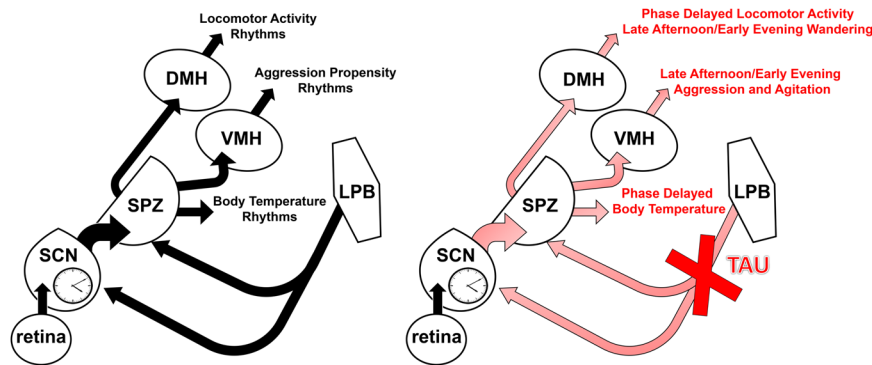 Locomotor Activity
Rhythms
DMH
Aggression Propensity
Rhythms
VMH
LPB
SPZ
Body Temperature
Rhythms
SCN
retina
Phase Delayed Locomotor Activity
Late Afternoon/Early Evening Wandering
DMH
Late Afternoon/Early Evening
Aggression and Agitation
VMH
LPB
SPZ
Phase Delayed
Body Temperature
TAU
SCN
retina